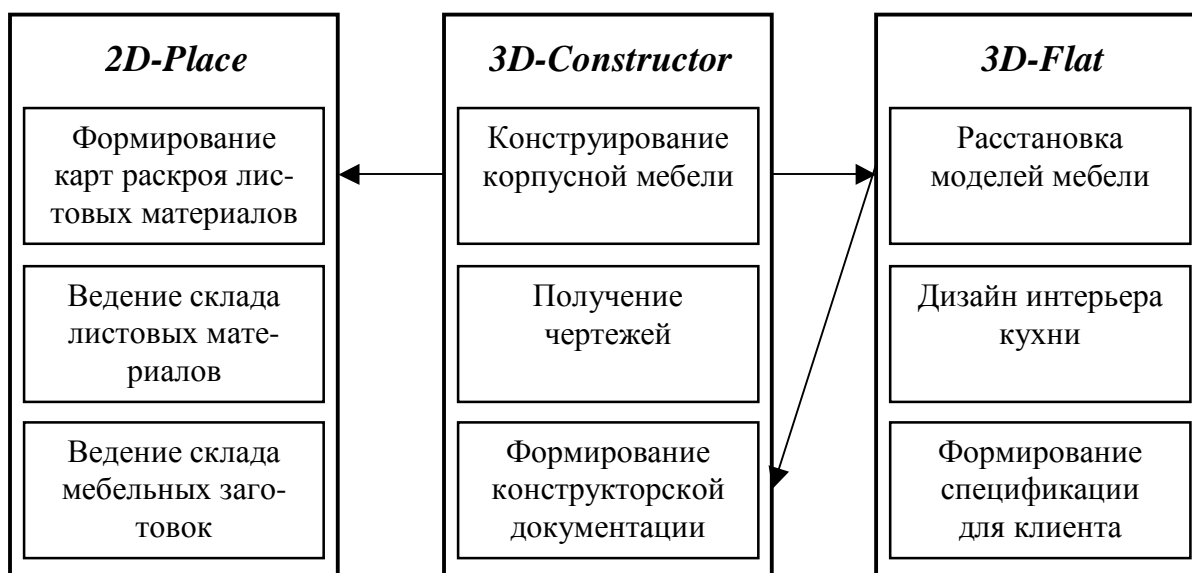 2D-Place
Формирование
карт раскроя лис-
товых материалов
Ведение склада
листовых мате-
риалов
Ведение склада
мебельных заго-
товок
3D-Constructor
Конструирование
корпусной мебели
Получение
чертежей
Формирование
конструкторской
документации
3D-Flat
Расстановка
моделей мебели
Дизайн интерьера
кухни
Формирование
спецификации
для клиента